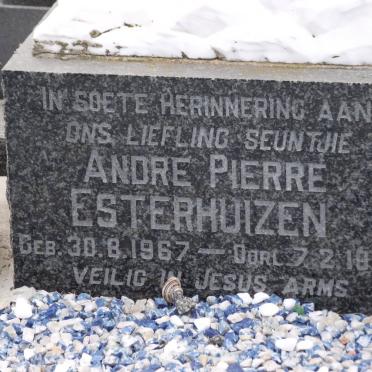 IN SOETE HERINNERING AAN
ONS LIEFLING SEUNTJIE
ANDRE PIERRE
ESTERHUIZEN
GEB. 30.8.1967 — OORL. 7.2.19
VEILIG IN JESUS ARMS